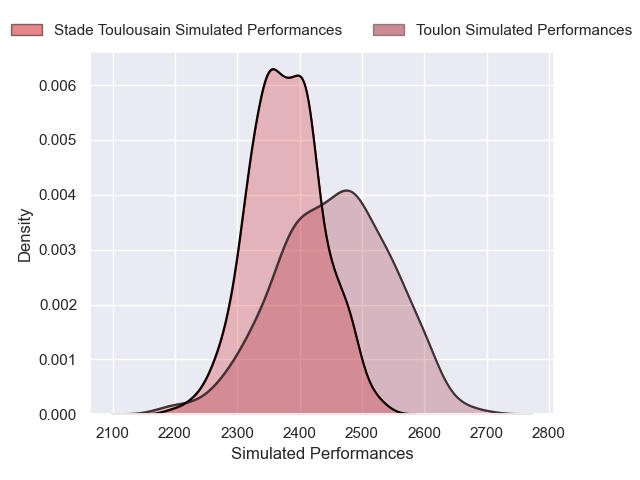 Stade Toulousain Simulated Performances Toulon Simulated Performances
0.006
0.005
0.004
0.003
0.002
0.001
0.000
Density
2100 2200 2300 2400 2500 2600 2700 2800
Simulated Performances